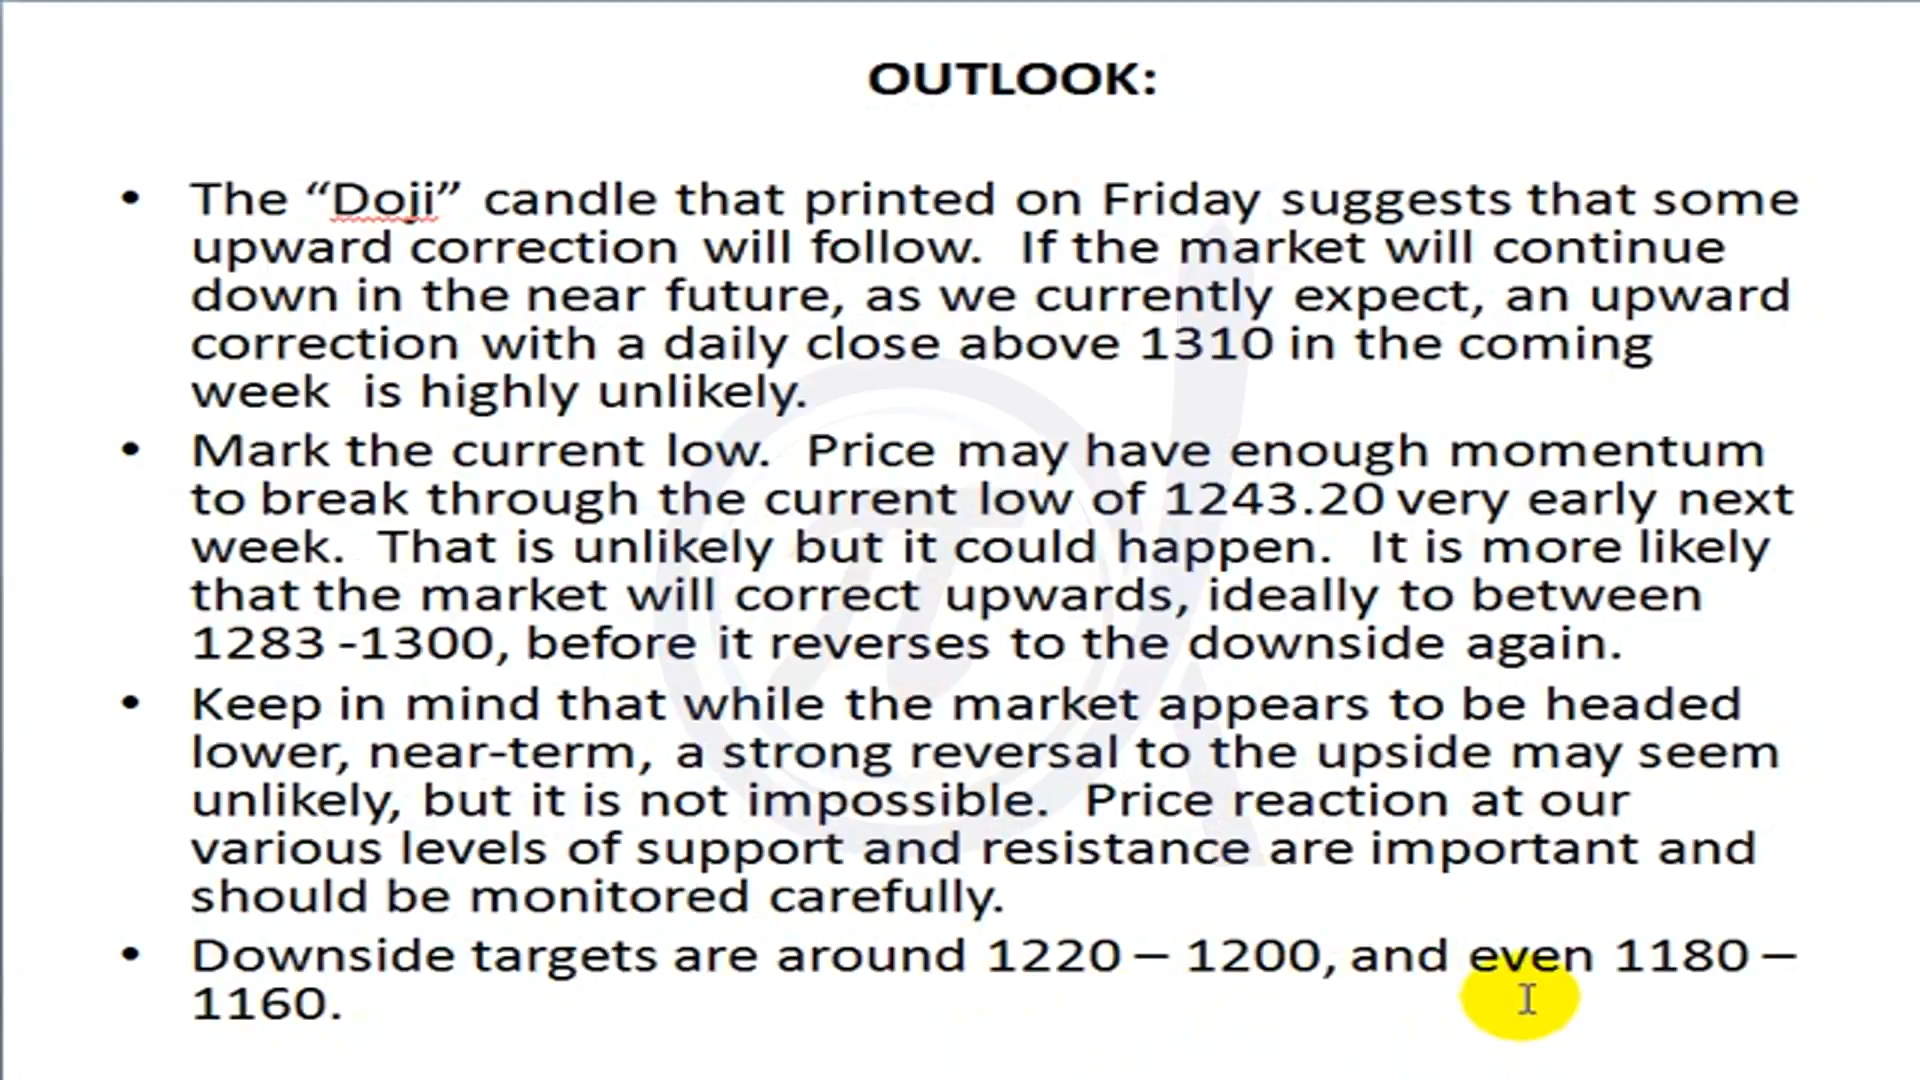 OUTLOOK:
• The “Doji” candle that printed on Friday suggests that some
upward correction will follow.  If the market will continue
down in the near future, as we currently expect, an upward
correction with a daily close above 1310 in the coming
week  is highly unlikely.
• Mark the current low.  Price may have enough momentum
to break through the current low of 1243.20 very early next
week.  That is unlikely but it could happen.  It is more likely
that the market will correct upwards, ideally to between
1283 -1300, before it reverses to the downside again.
• Keep in mind that while the market appears to be headed
lower, near-term, a strong reversal to the upside may seem
unlikely, but it is not impossible.  Price reaction at our
various levels of support and resistance are important and
should be monitored carefully.
• Downside targets are around 1220 – 1200, and even 1180 –
1160.